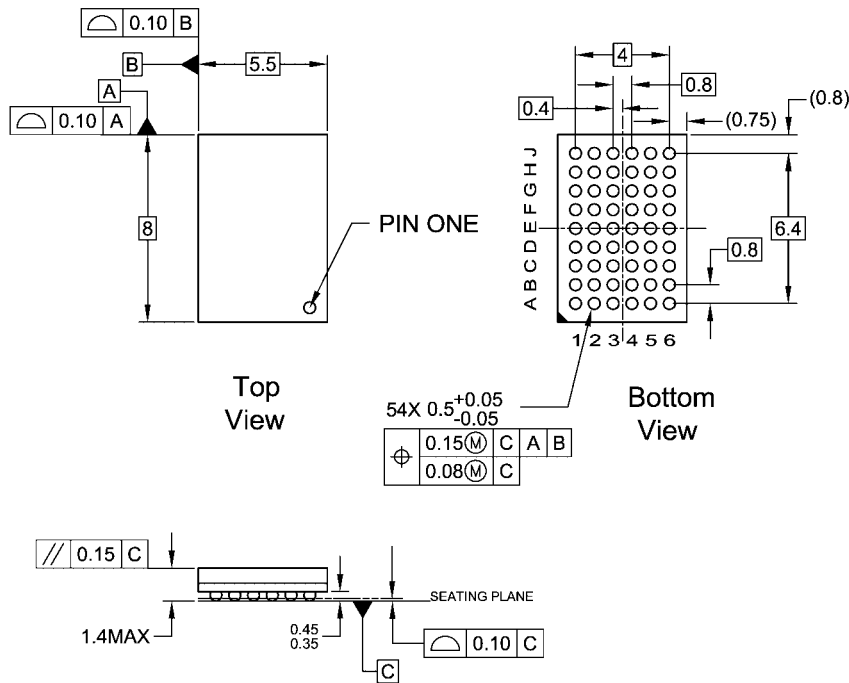 ⌓ 0.10 B
B
5.5
A
⌓ 0.10 A
8
PIN ONE
Top
View
4
0.8
0.4
(0.8)
(0.75)
J
H
G
F
E
D
C
B
A
6.4
0.8
1 2 3 4 5 6
54X 0.5 +0.05
-0.05
⌖ 0.15 Ⓜ C A B
0.08 Ⓜ C
Bottom
View
// 0.15 C
1.4MAX
0.45
0.35
SEATING PLANE
⌓ 0.10 C
C